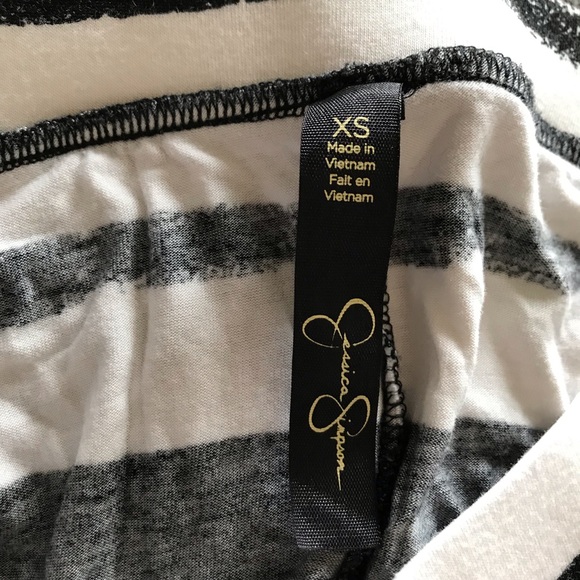 XS
Made in
Vietnam
Fait en
Vietnam
Jessica Simpson